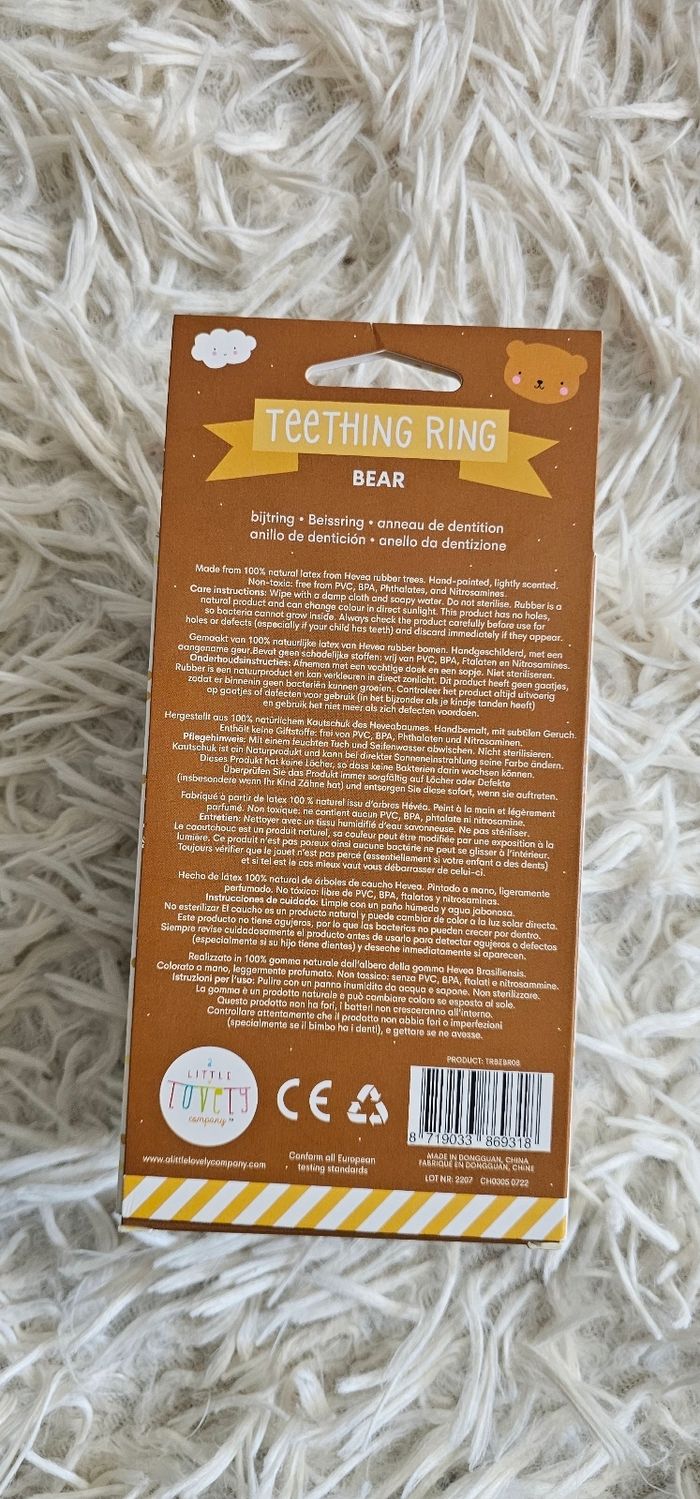 TeeTHING RING
BEAR
bijtring • Beissring • anneau de dentition
anillo de dentición • anello da dentizione
Made from 100% natural latex from Hevea rubber trees. Hand-painted, lightly scented.
Non-toxic: free from PVC, BPA, Phthalates, and Nitrosamines.
Care instructions: Wipe with a damp cloth and soapy water. Do not sterilise. Rubber is a
natural product and can change colour in direct sunlight. This product has no holes,
so bacteria cannot grow inside. Always check the product carefully before use for
holes or defects (especially if your child has teeth) and discard immediately if they appear.
Gemaakt van 100% natuurlijke latex van Hevea rubber bomen. Handgeschilderd, met een
aangename geur.Bevat geen schadelijke stoffen: vrij van PVC, BPA, Ftalaten en Nitrosamines.
Onderhoudsinstructies: Afnemen met een vochtige doek en een sopje. Niet steriliseren.
Rubber is een natuurproduct en kan verkleuren in direct zonlicht. Dit product heeft geen gaatjes,
zodat er binnenin geen bacteriën kunnen groeien. Controleer het product altijd uitvoerig
op gaatjes of defecten voor gebruik (in het bijzonder als je kindje tanden heeft)
en gebruik het niet meer als zich defecten voordoen.
Hergestellt aus 100% natürlichem Kautschuk des Heveabaumes. Handbemalt, mit subtilen Geruch.
Enthält keine Giftstoffe: frei von PVC, BPA, Phthalaten und Nitrosaminen.
Pflegehinweis: Mit einem feuchten Tuch und Seifenwasser abwischen. Nicht sterilisieren.
Kautschuk ist ein Naturprodukt und kann bei direkter Sonneneinstrahlung seine Farbe ändern.
Dieses Produkt hat keine Löcher, so dass keine Bakterien darin wachsen können.
Überprüfen Sie das Produkt immer sorgfältig auf Löcher oder Defekte
(insbesondere wenn Ihr Kind Zähne hat) und entsorgen Sie diese sofort, wenn sie auftreten.
Fabriqué à partir de latex 100 % naturel issu d'arbres Hévéa. Peint à la main et légèrement
parfumé. Non toxique: ne contient aucun PVC, BPA, phtalate ni nitrosamine.
Entretien: Nettoyer avec un tissu humidifié d'eau savonneuse. Ne pas stériliser.
Le caoutchouc est un produit naturel, sa couleur peut être modifiée par une exposition à la
lumière. Ce produit n'est pas poreux ainsi aucune bactérie ne peut se glisser à l'intérieur.
Toujours vérifier que le jouet n'est pas percé (essentiellement si votre enfant a des dents)
et si tel est le cas mieux vaut vous débarrasser de celui-ci.
Hecho de látex 100% natural de árboles de caucho Hevea. Pintado a mano, ligeramente
perfumado. No tóxico: libre de PVC, BPA, ftalatos y nitrosaminas.
Instrucciones de cuidado: Limpie con un paño húmedo y agua jabonosa.
No esterilizar El caucho es un producto natural y puede cambiar de color a la luz solar directa.
Este producto no tiene agujeros, por lo que las bacterias no pueden crecer por dentro.
Siempre revise cuidadosamente el producto antes de usarlo para detectar agujeros o defectos
(especialmente si su hijo tiene dientes) y deseche inmediatamente si aparecen.
Realizzato in 100% gomma naturale dall'albero della gomma Hevea Brasiliensis.
Colorato a mano, leggermente profumato. Non tossico: senza PVC, BPA, ftalati e nitrosammine.
Istruzioni per l'uso: Pulire con un panno inumidito da acqua e sapone. Non sterilizzare.
La gomma è un prodotto naturale e può cambiare colore se esposta al sole.
Questo prodotto non ha fori, i batteri non cresceranno all'interno.
Controllare attentamente che il prodotto non abbia fori o imperfezioni
(specialmente se il bimbo ha i denti), e gettare se ne avesse.
PRODUCT: TRBEBR08
a
LITTLE
LOVELY
company™
CE
8 719033 869318
www.alittlelovelycompany.com
Conform all European
testing standards
MADE IN DONGGUAN, CHINA
FABRIQUÉ EN DONGGUAN, CHINE
LOT NR: 2207 CH0305 0722